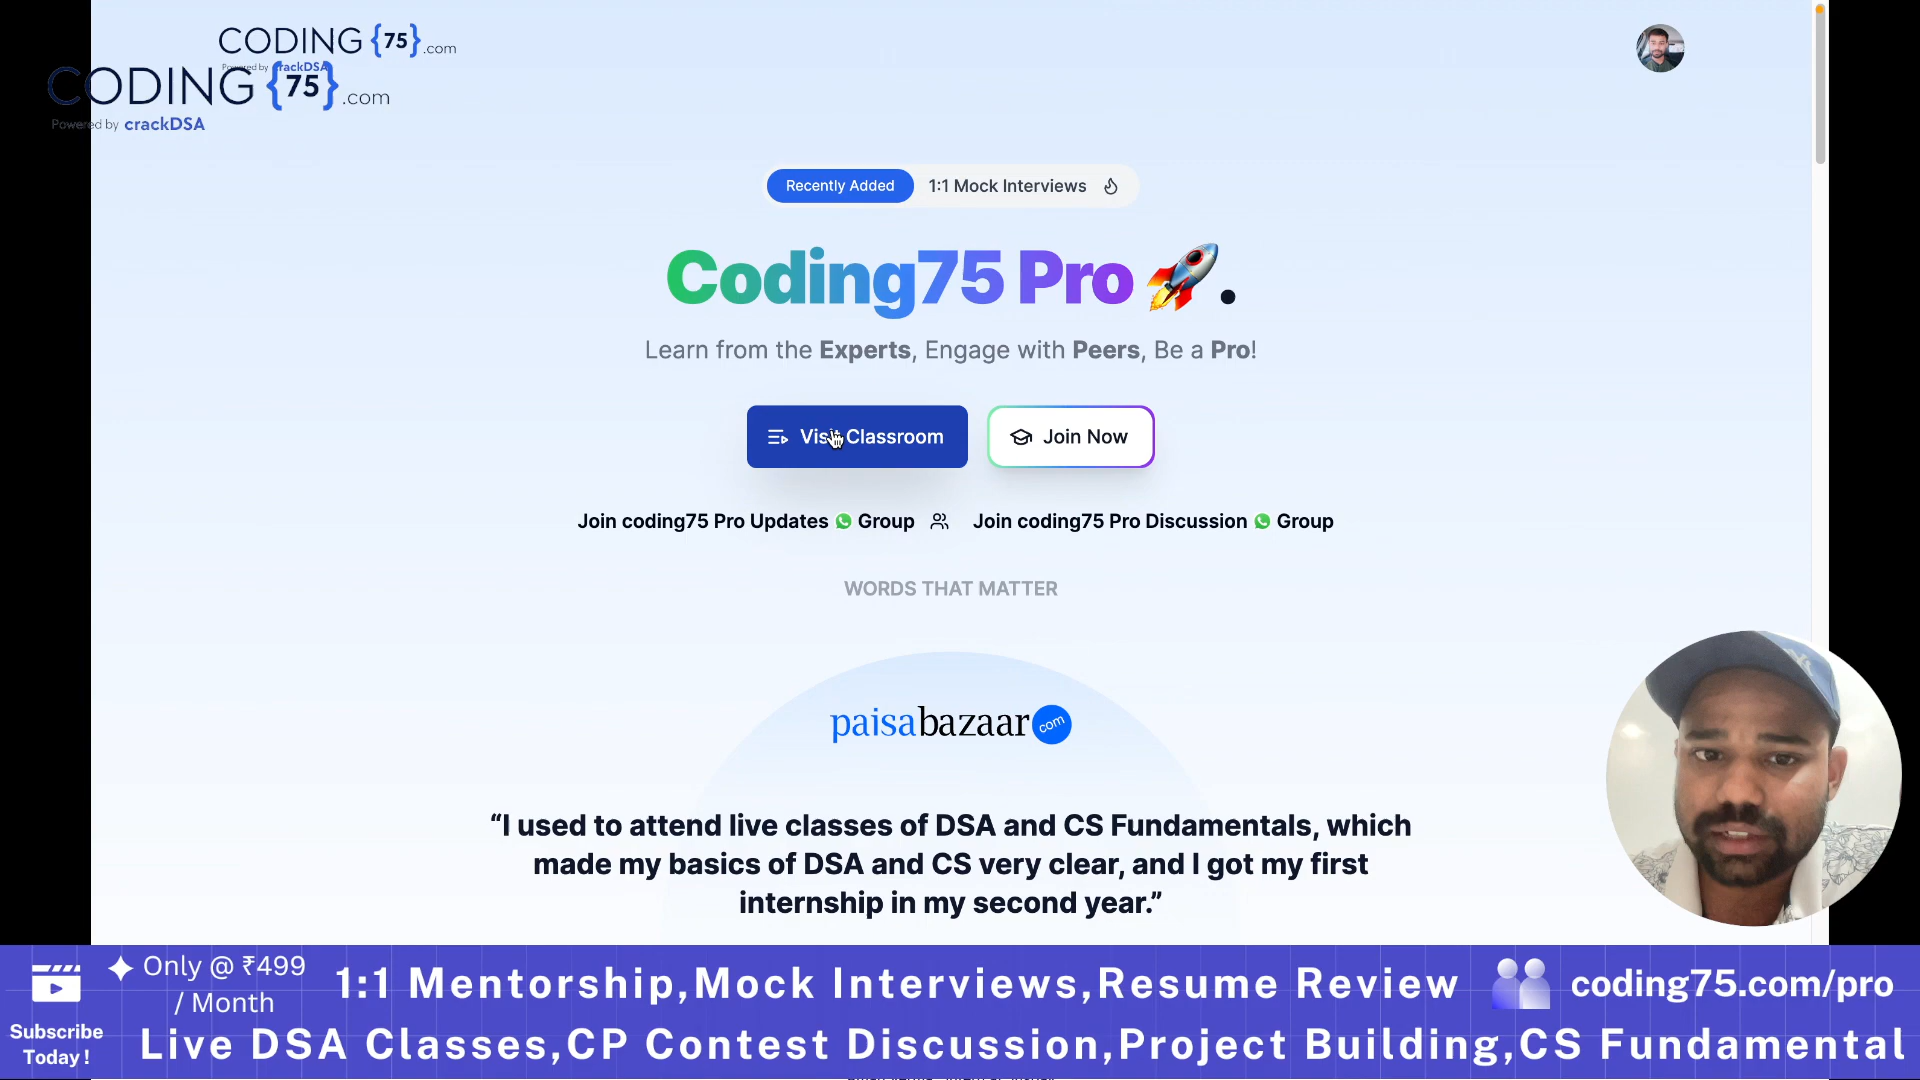 CODING {75}.com
Powered by crackDSA
CODING {75}.com
Powered by crackDSA
Recently Added 1:1 Mock Interviews
Coding75 Pro 🚀.
Learn from the Experts, Engage with Peers, Be a Pro!
Visit Classroom
Join Now
Join coding75 Pro Updates Group
Join coding75 Pro Discussion Group
WORDS THAT MATTER
paisabazaar com
“I used to attend live classes of DSA and CS Fundamentals, which
made my basics of DSA and CS very clear, and I got my first
internship in my second year.”
Only @ ₹499
/ Month
1:1 Mentorship,Mock Interviews,Resume Review
coding75.com/pro
Subscribe
Today !
Live DSA Classes,CP Contest Discussion,Project Building,CS Fundamental